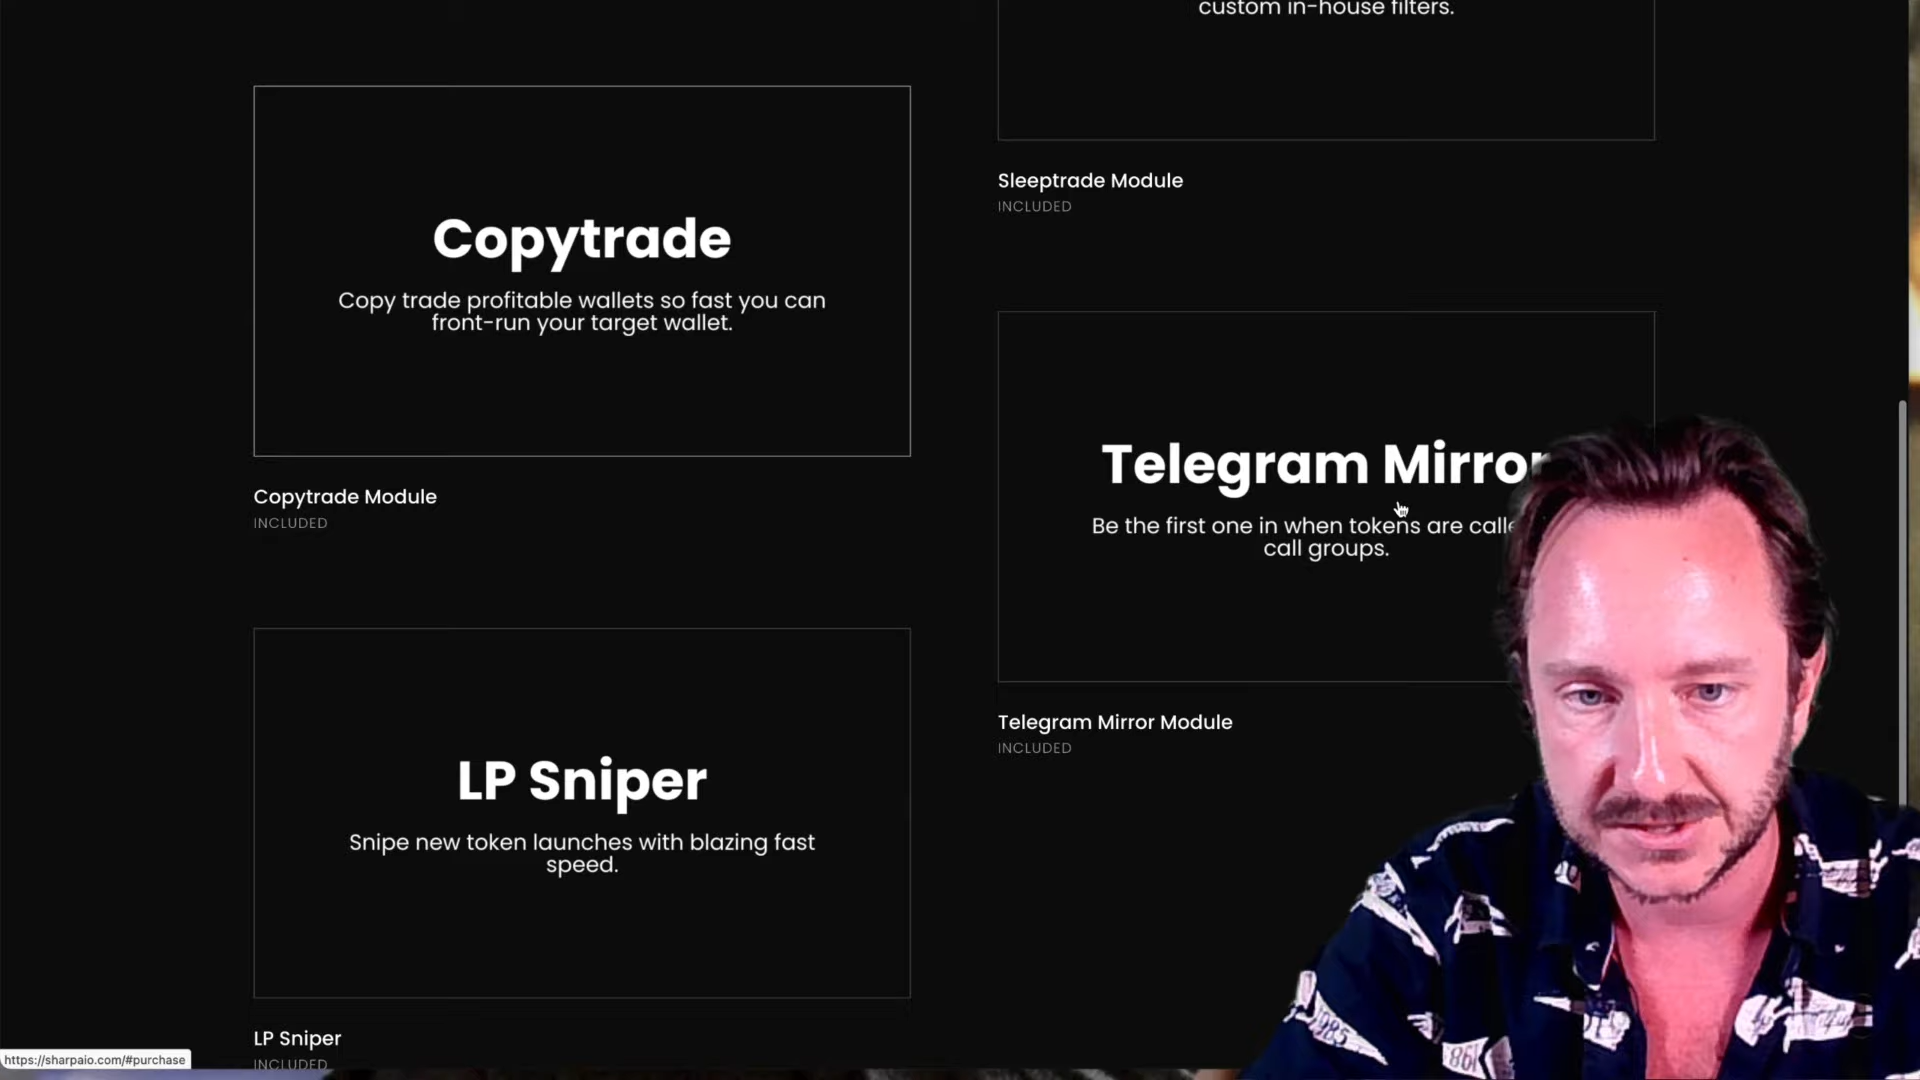 custom in-house filters.
Copytrade
Copy trade profitable wallets so fast you can
front-run your target wallet.
Sleeptrade Module
INCLUDED
Copytrade Module
INCLUDED
Telegram Mirror
Be the first one in when tokens are
call groups.
LP Sniper
Snipe new token launches with blazing fast
speed.
Telegram Mirror Module
INCLUDED
LP Sniper
INCLUDED
https://sharpaio.com/#purchase
1985